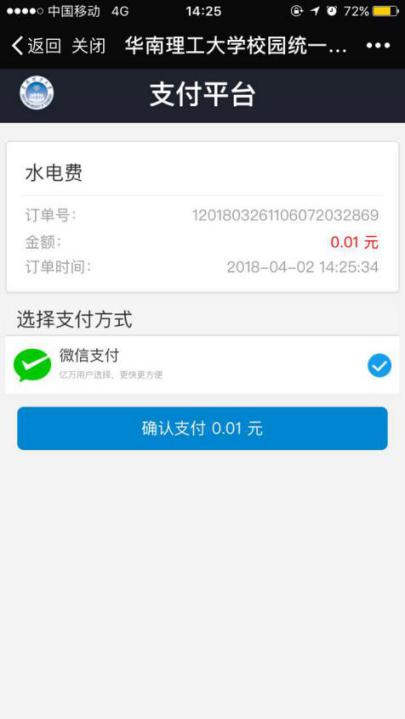 中国移动 4G 14:25 72%
返回 关闭 华南理工大学校园统一...
支付平台
水电费
订单号: 1201803261106072032869
金额: 0.01 元
订单时间: 2018-04-02 14:25:34
选择支付方式
微信支付
亿万用户选择,更快更方便
确认支付 0.01 元